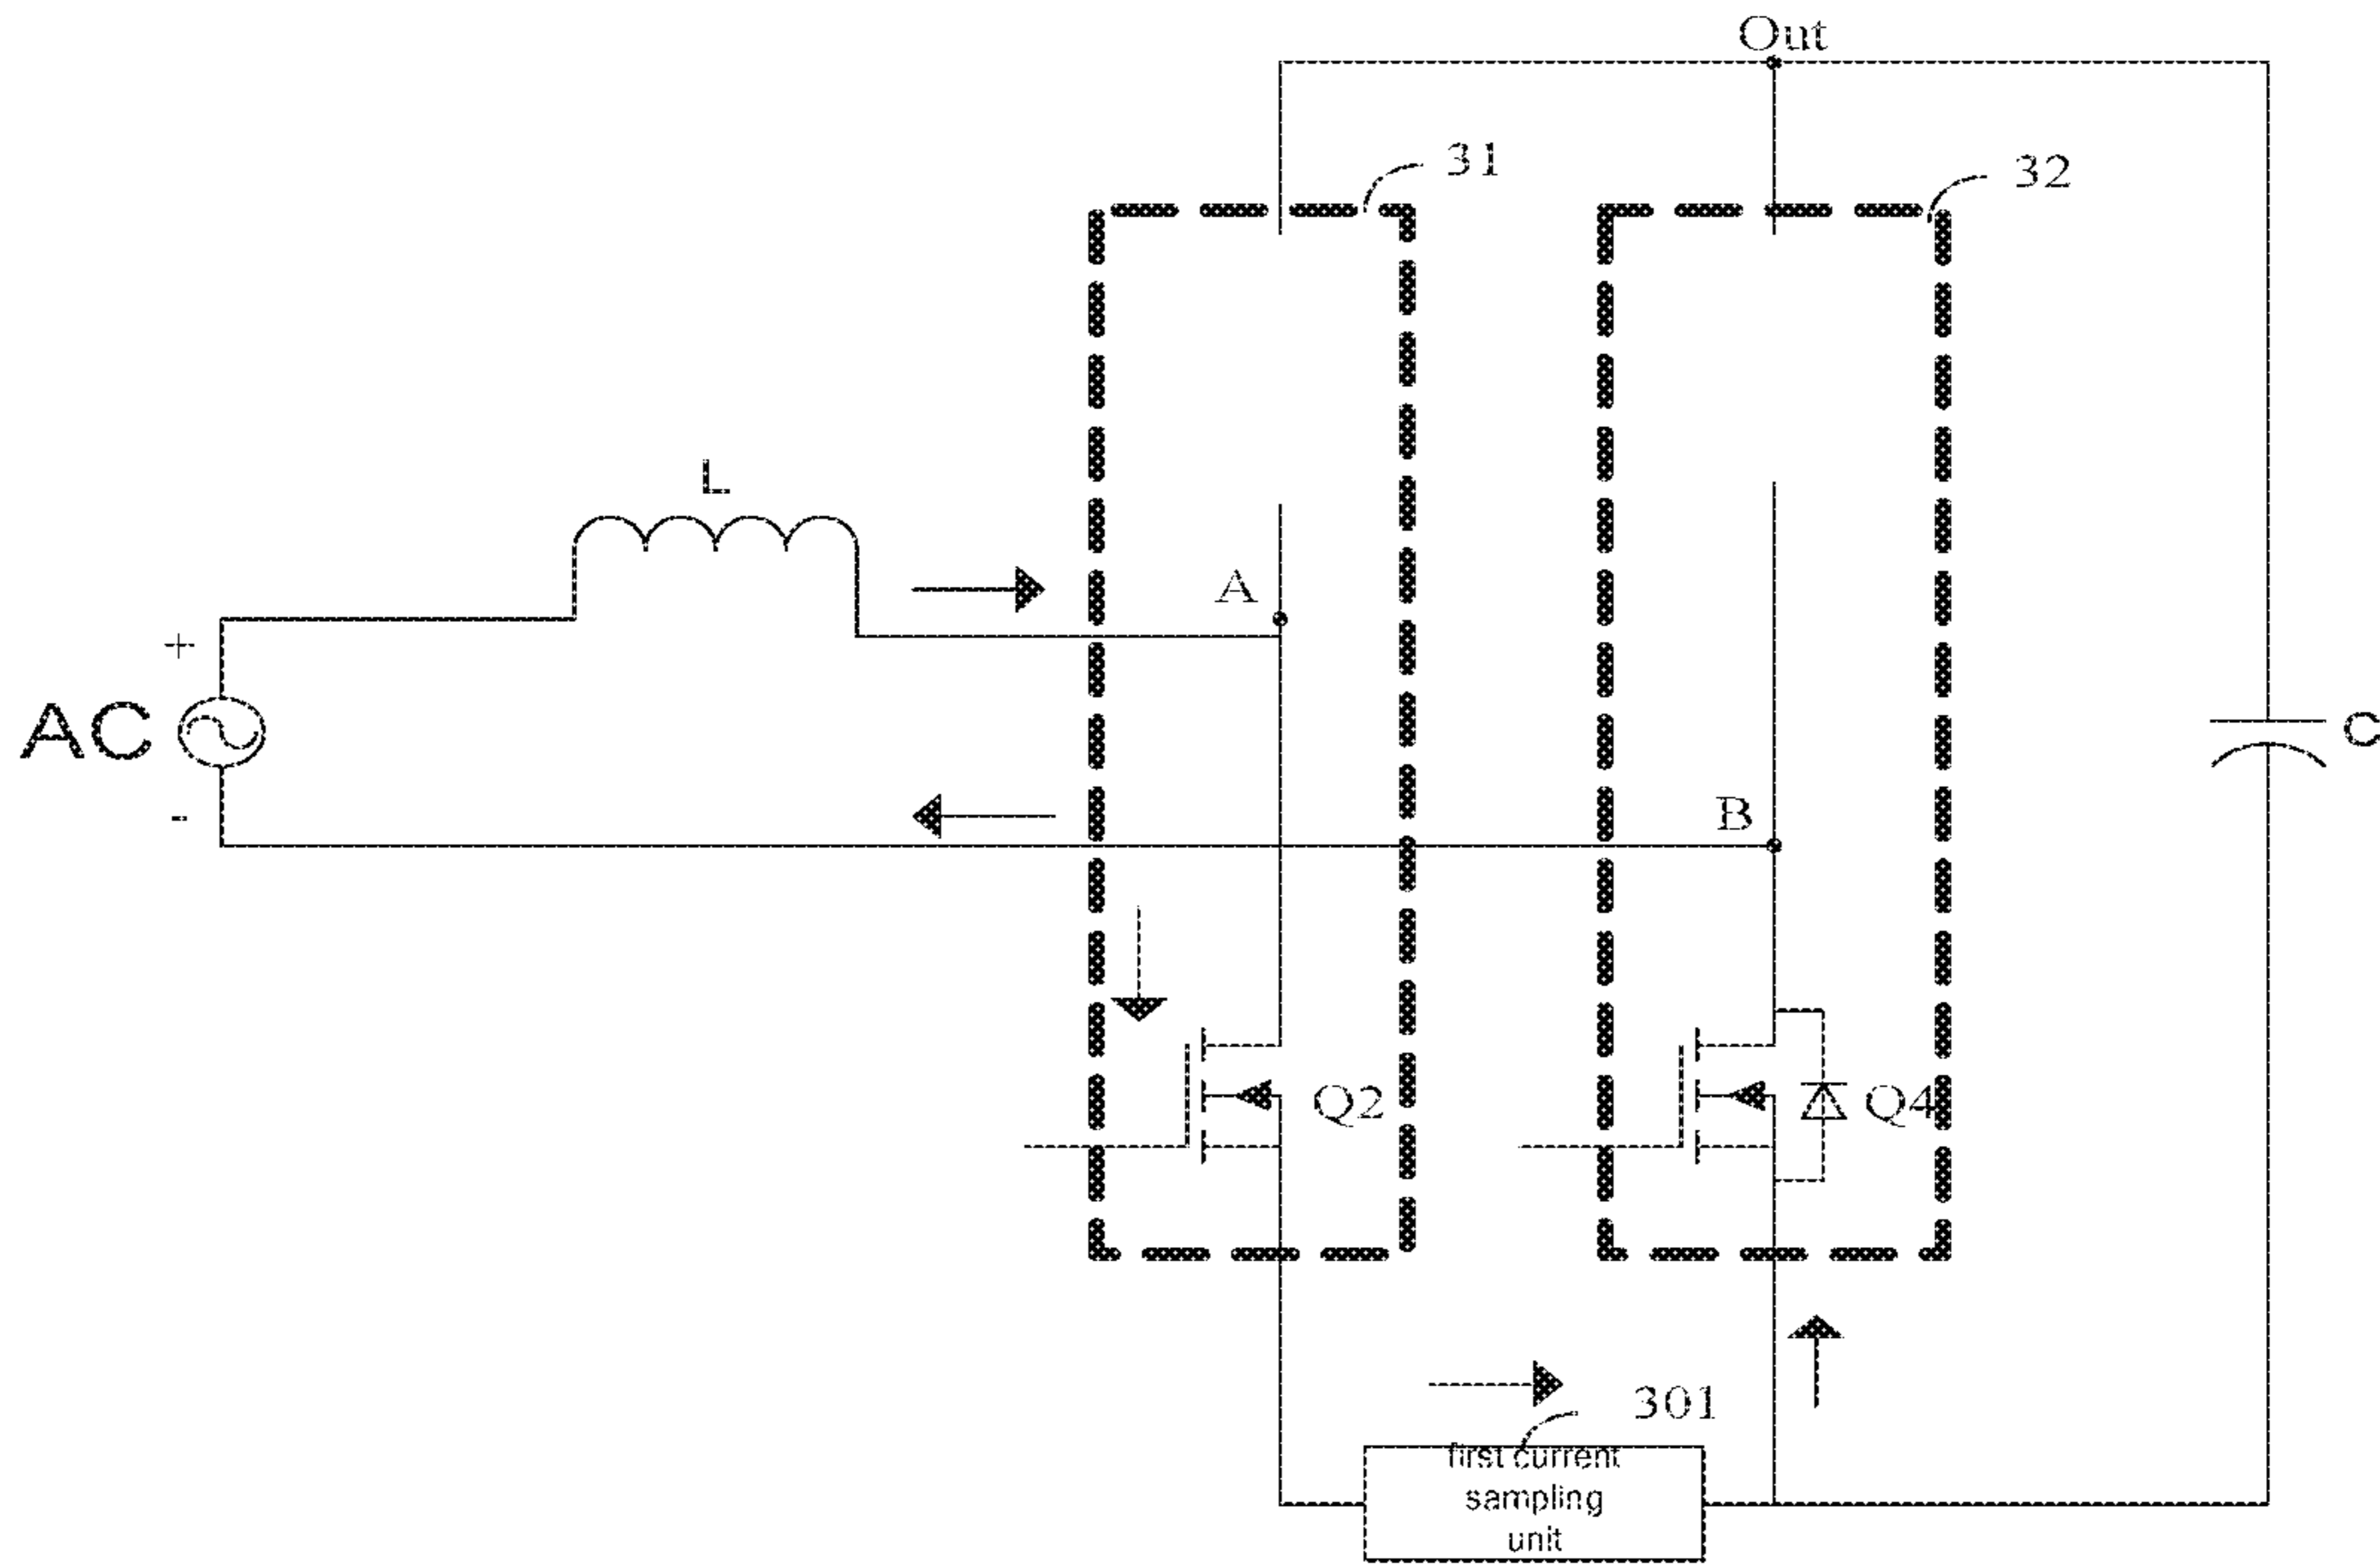 Out
31
32
L
A
+
AC
C
-
B
Q2
Q4
301
first current
sampling
unit